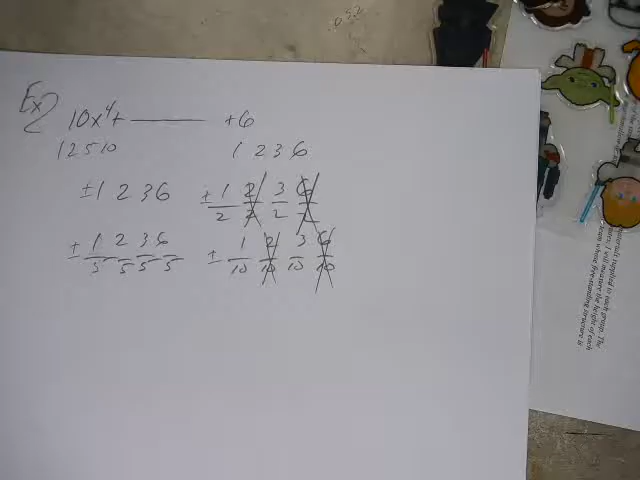 Ex2
10x⁴+ ______ +6
1 2 5 10 1 2 3 6
±1 2 3 6 ± 1/2 2/2 3/2 6/2
± 1/5 2/5 3/5 6/5 ± 1/10 2/10 3/10 6/10